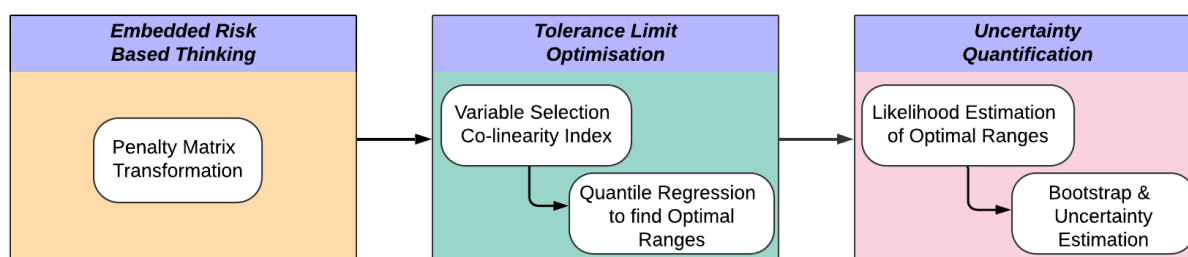 Embedded Risk
Based Thinking
Penalty Matrix
Transformation
Tolerance Limit
Optimisation
Variable Selection
Co-linearity Index
Quantile Regression
to find Optimal
Ranges
Uncertainty
Quantification
Likelihood Estimation
of Optimal Ranges
Bootstrap &
Uncertainty
Estimation